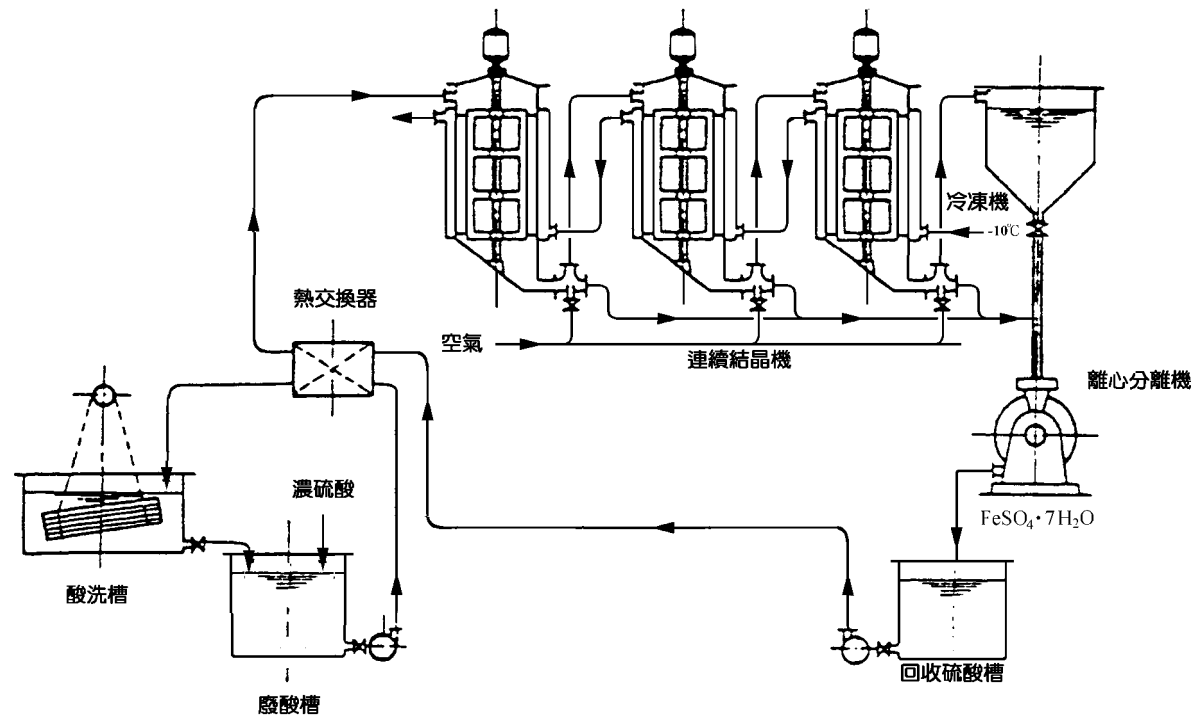 冷凍機
-10℃
熱交換器
空氣
連續結晶機
離心分離機
濃硫酸
FeSO₄·7H₂O
酸洗槽
回收硫酸槽
廢酸槽